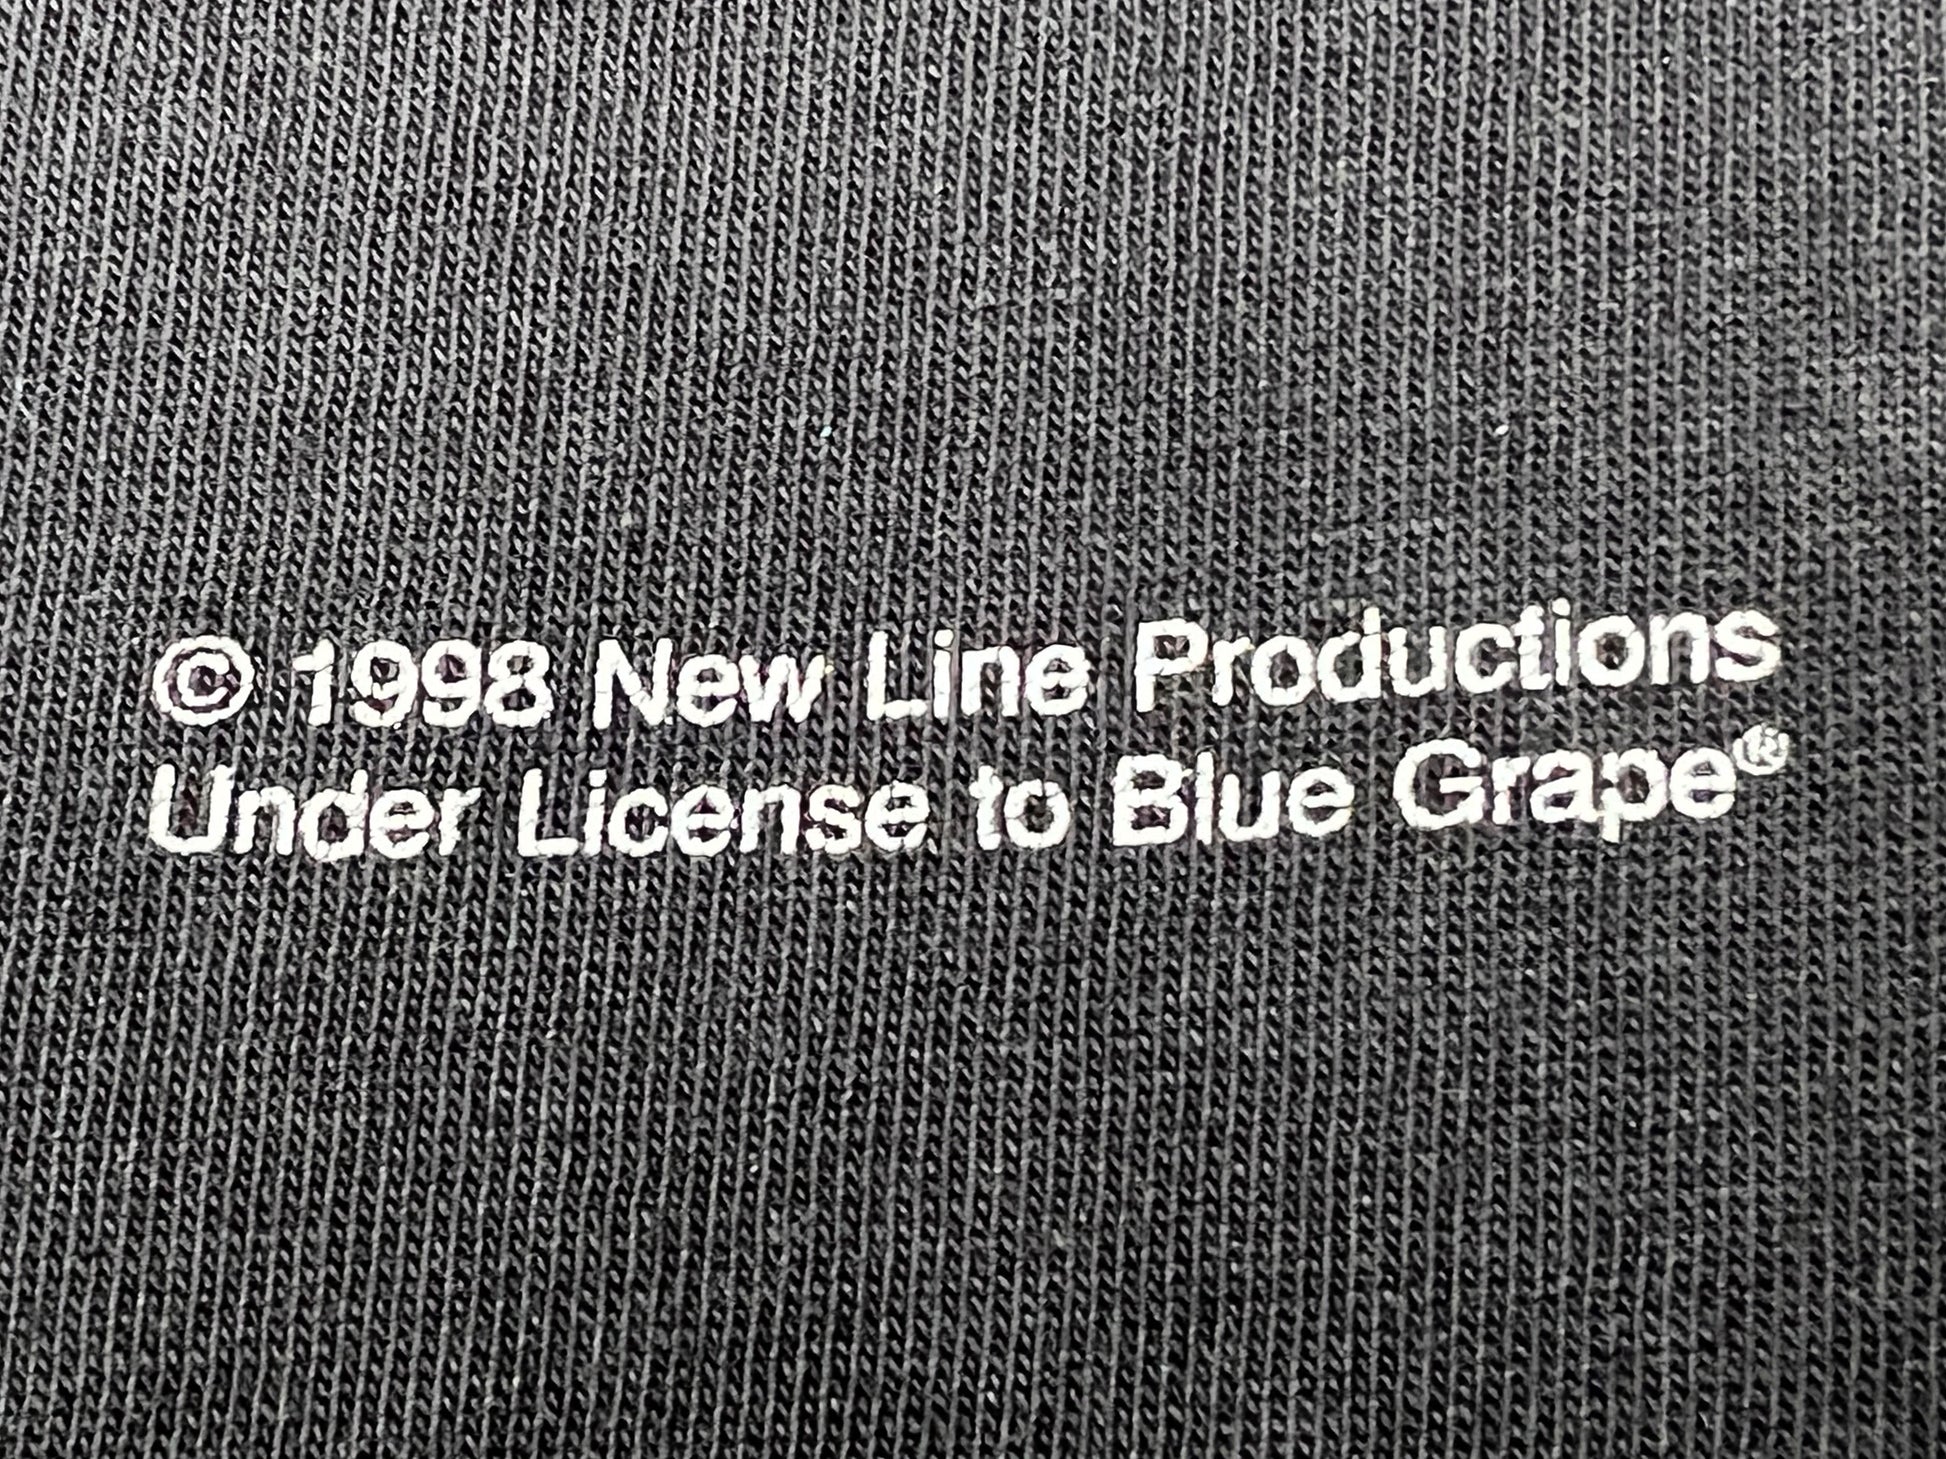 © 1998 New Line Productions
Under License to Blue Grape®